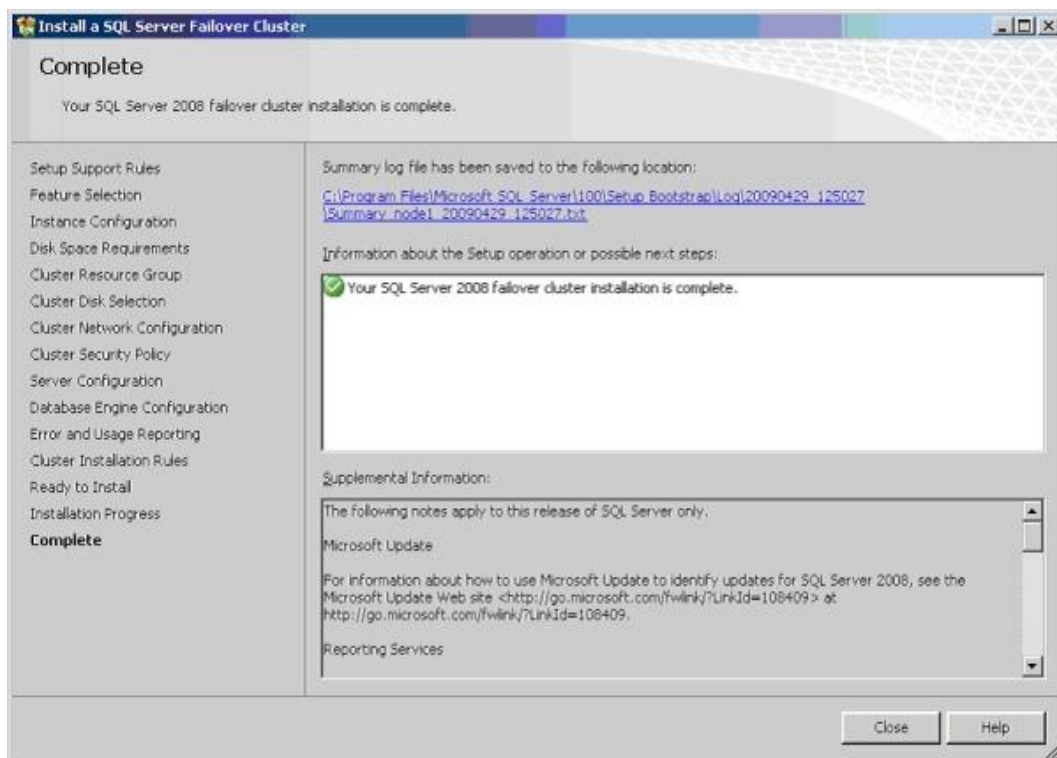 Install a SQL Server Failover Cluster
Complete
Your SQL Server 2008 failover cluster installation is complete.
Setup Support Rules
Feature Selection
Instance Configuration
Disk Space Requirements
Cluster Resource Group
Cluster Disk Selection
Cluster Network Configuration
Cluster Security Policy
Server Configuration
Database Engine Configuration
Error and Usage Reporting
Cluster Installation Rules
Ready to Install
Installation Progress
Complete
Summary log file has been saved to the following location:
C:\Program Files\Microsoft SQL Server\100\Setup Bootstrap\Log\20090429_125027
\Summary_node1_20090429_125027.txt
Information about the Setup operation or possible next steps:
Your SQL Server 2008 failover cluster installation is complete.
Supplemental Information:
The following notes apply to this release of SQL Server only.
Microsoft Update
For information about how to use Microsoft Update to identify updates for SQL Server 2008, see the
Microsoft Update Web site <http://go.microsoft.com/fwlink/?LinkId=108409> at
http://go.microsoft.com/fwlink/?LinkId=108409.
Reporting Services
Close
Help